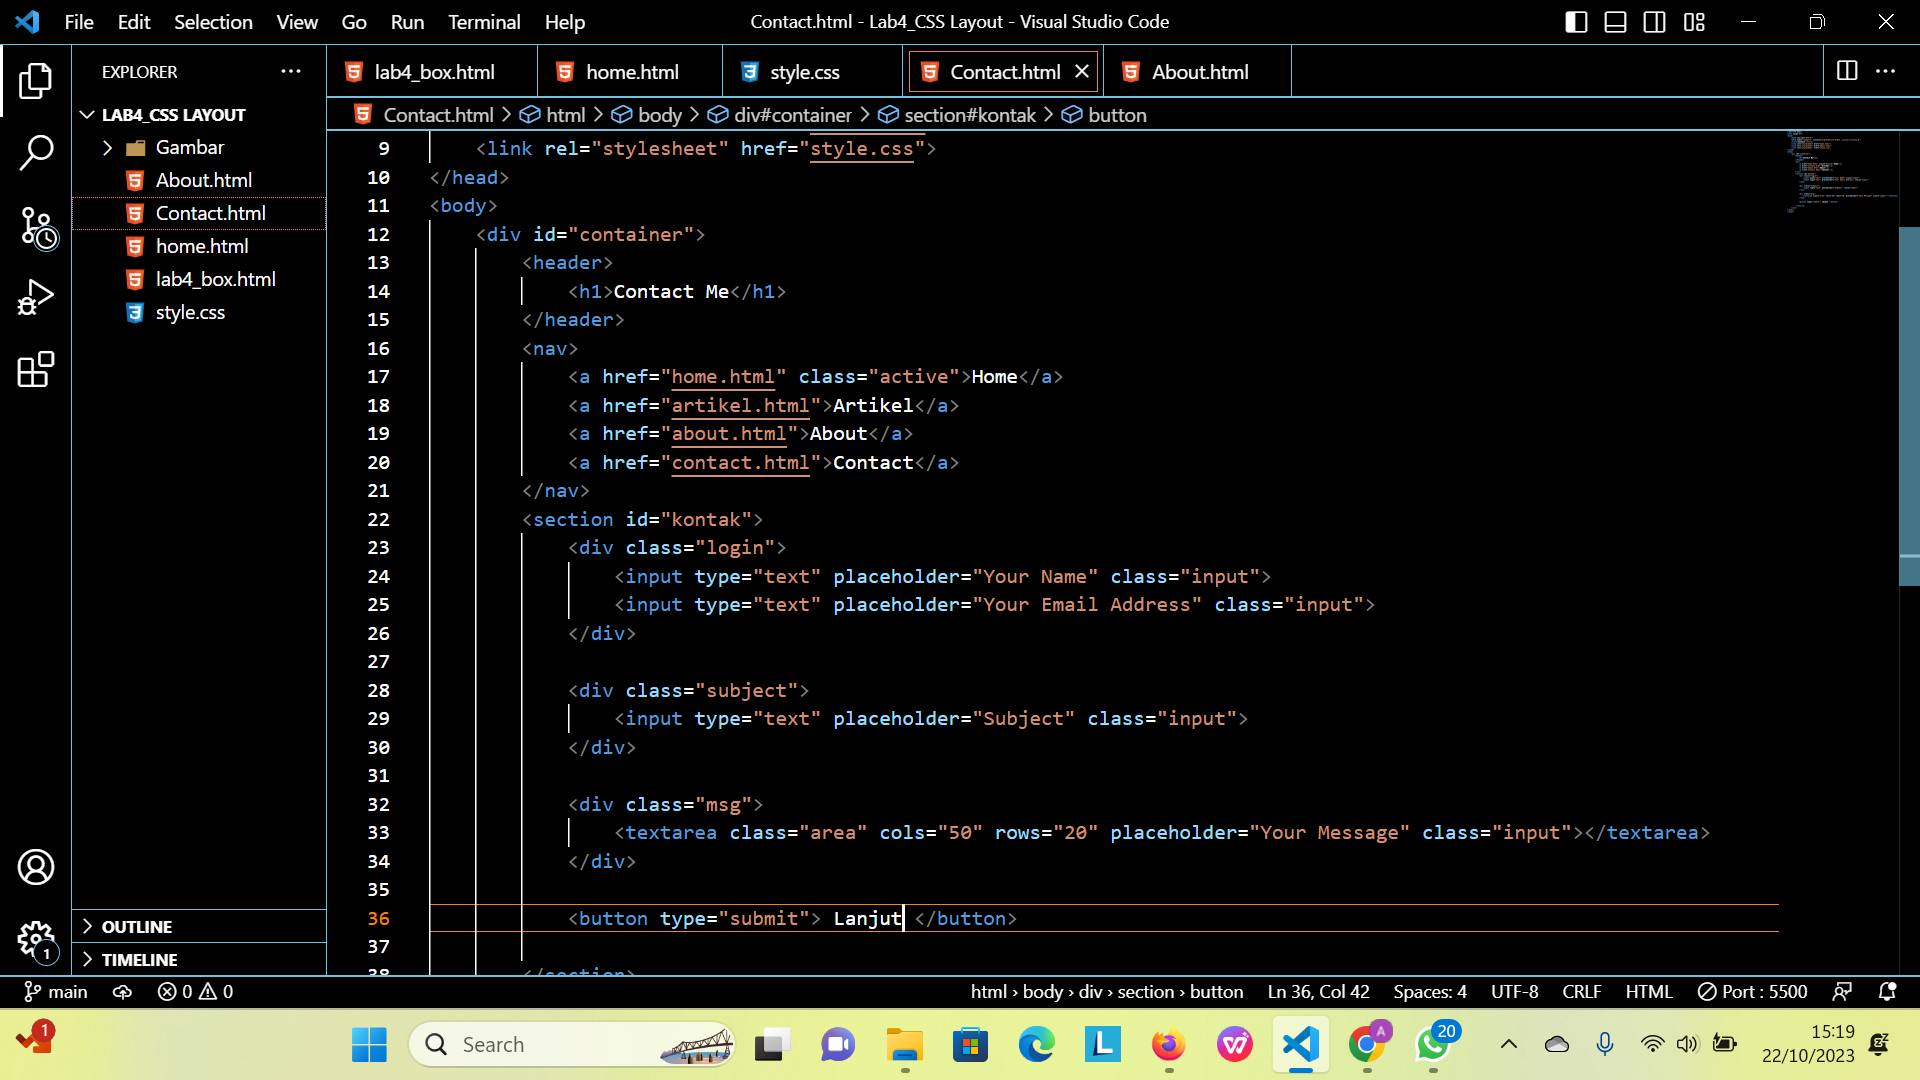 File Edit Selection View Go Run Terminal Help
Contact.html - Lab4_CSS Layout - Visual Studio Code
EXPLORER
LAB4_CSS LAYOUT
Gambar
About.html
Contact.html
home.html
lab4_box.html
style.css
OUTLINE
TIMELINE
lab4_box.html home.html style.css Contact.html About.html
Contact.html > html > body > div#container > section#kontak > button
9 <link rel="stylesheet" href="style.css">
10 </head>
11 <body>
12 <div id="container">
13 <header>
14 <h1>Contact Me</h1>
15 </header>
16 <nav>
17 <a href="home.html" class="active">Home</a>
18 <a href="artikel.html">Artikel</a>
19 <a href="about.html">About</a>
20 <a href="contact.html">Contact</a>
21 </nav>
22 <section id="kontak">
23 <div class="login">
24 <input type="text" placeholder="Your Name" class="input">
25 <input type="text" placeholder="Your Email Address" class="input">
26 </div>
27
28 <div class="subject">
29 <input type="text" placeholder="Subject" class="input">
30 </div>
31
32 <div class="msg">
33 <textarea class="area" cols="50" rows="20" placeholder="Your Message" class="input"></textarea>
34 </div>
35
36 <button type="submit"> Lanjut </button>
37
38 </section>
1
main 0 0
html › body › div › section › button Ln 36, Col 42 Spaces: 4 UTF-8 CRLF HTML Port : 5500
1
Search
A
20
15:19
22/10/2023